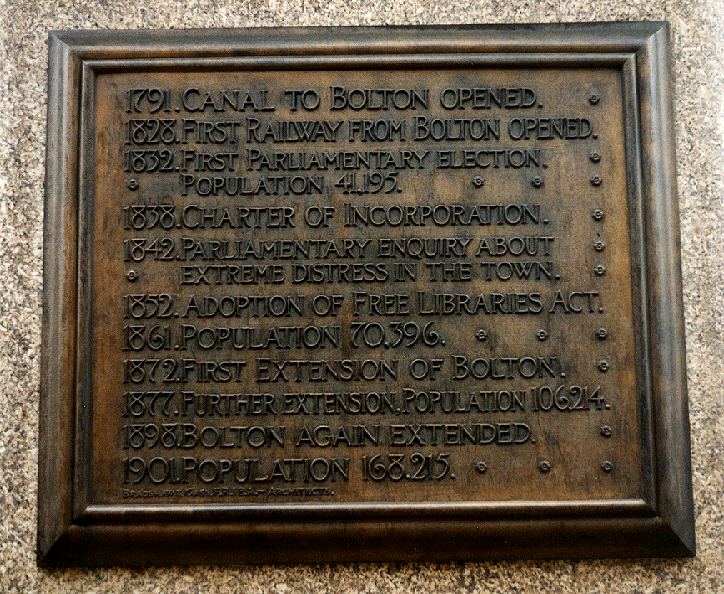 1791. CANAL TO BOLTON OPENED.
1828. FIRST RAILWAY FROM BOLTON OPENED.
1832. FIRST PARLIAMENTARY ELECTION.
POPULATION 41.195.
1838. CHARTER OF INCORPORATION.
1842. PARLIAMENTARY ENQUIRY ABOUT
EXTREME DISTRESS IN THE TOWN.
1852. ADOPTION OF FREE LIBRARIES ACT.
1861. POPULATION 70.396.
1872. FIRST EXTENSION OF BOLTON.
1877. FURTHER EXTENSION. POPULATION 106.214.
1898. BOLTON AGAIN EXTENDED.
1901. POPULATION 168.215.
ARCHITECTS.